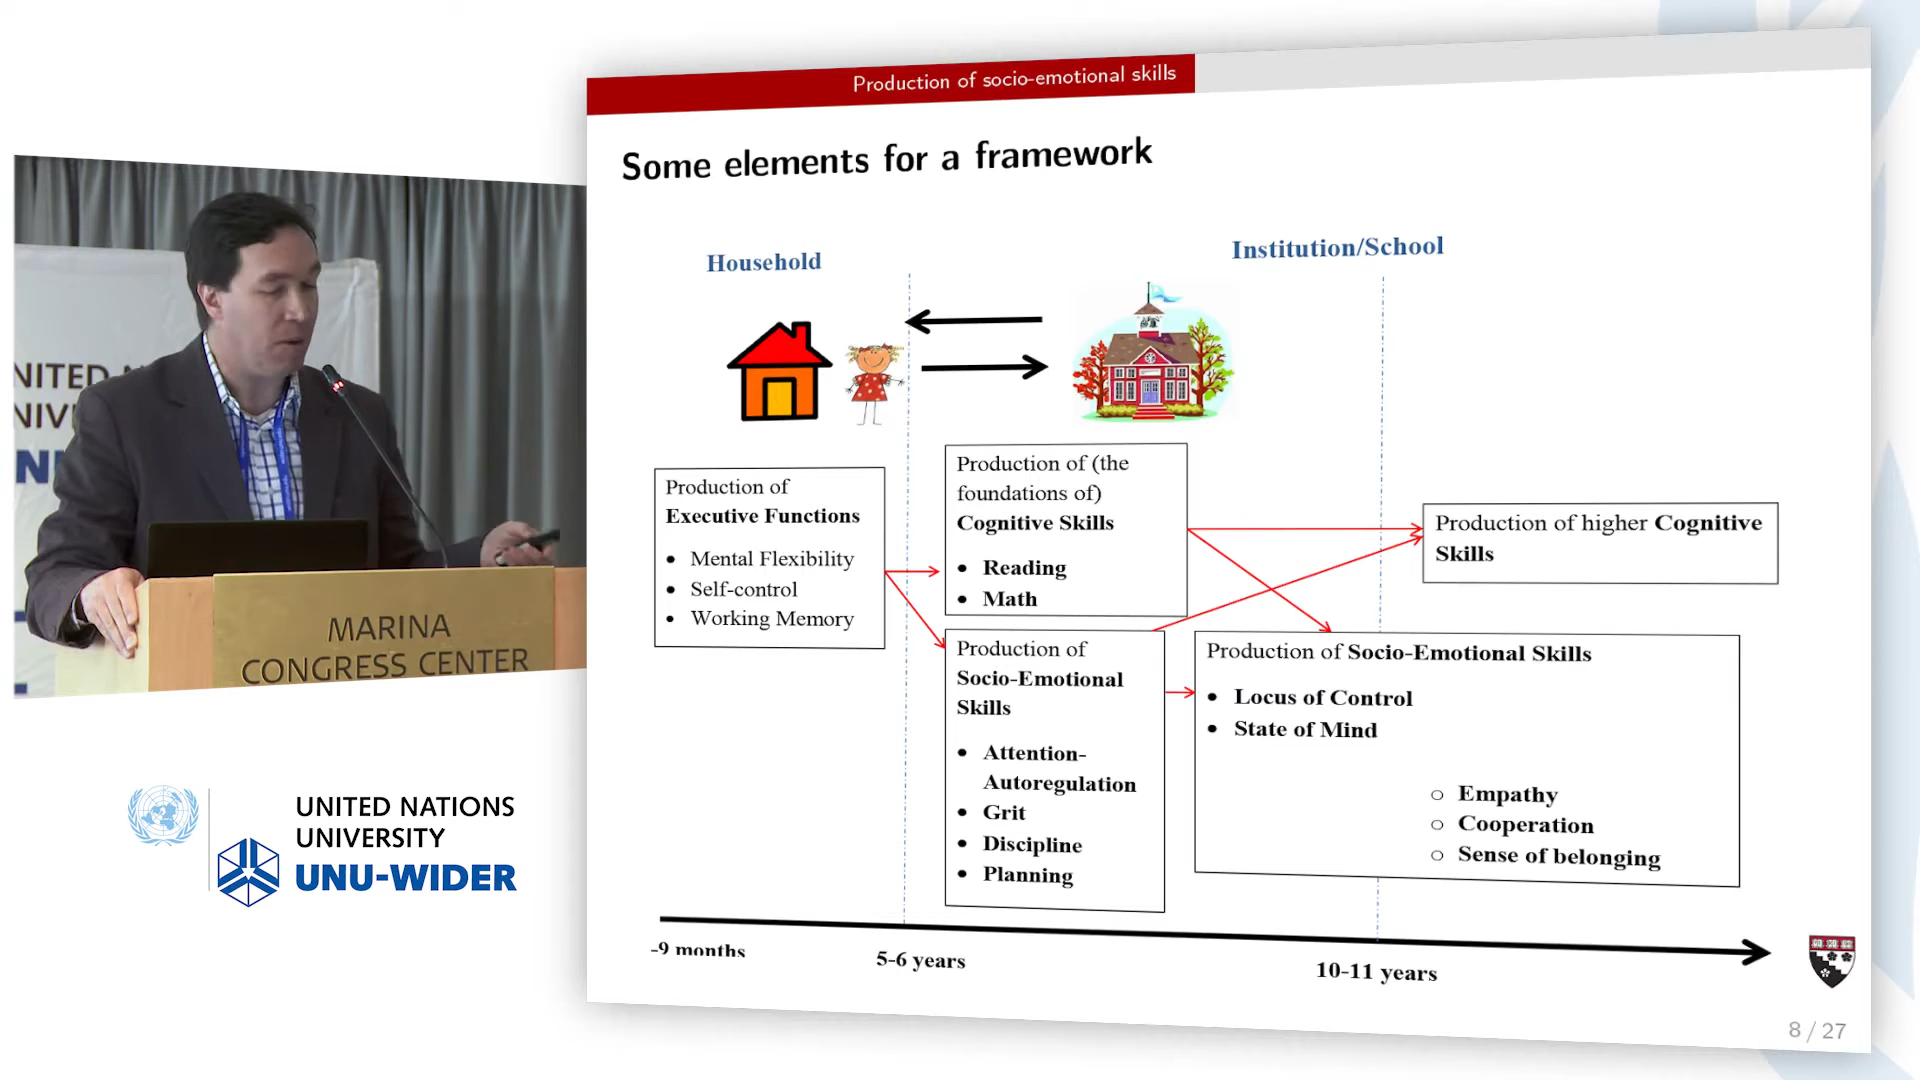 Production of socio-emotional skills
Some elements for a framework
Household
Institution/School
Production of
Executive Functions
• Mental Flexibility
• Self-control
• Working Memory
Production of (the
foundations of)
Cognitive Skills
• Reading
• Math
Production of higher Cognitive
Skills
Production of
Socio-Emotional
Skills
• Attention-
Autoregulation
• Grit
• Discipline
• Planning
Production of Socio-Emotional Skills
• Locus of Control
• State of Mind
○ Empathy
○ Cooperation
○ Sense of belonging
-9 months
5-6 years
10-11 years
8 / 27
MARINA
CONGRESS CENTER
UNITED NATIONS
UNIVERSITY
UNU-WIDER